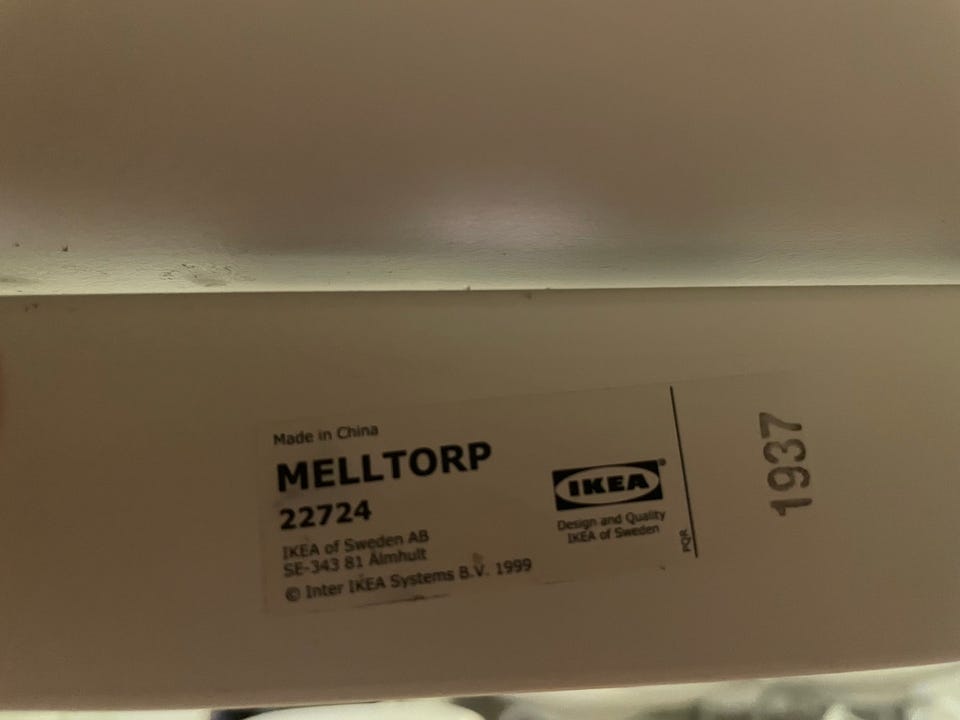 Made in China
MELLTORP
22724
IKEA of Sweden AB
SE-343 81 Älmhult
© Inter IKEA Systems B.V. 1999
IKEA®
Design and Quality
IKEA of Sweden
PQR
1937